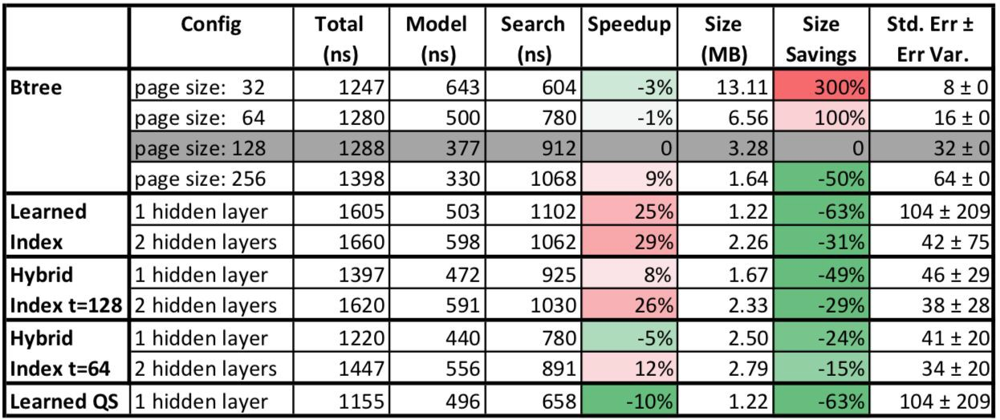 Config Total (ns) Model (ns) Search (ns) Speedup Size (MB) Size Savings Std. Err ± Err Var.
Btree page size: 32 1247 643 604 -3% 13.11 300% 8 ± 0
page size: 64 1280 500 780 -1% 6.56 100% 16 ± 0
page size: 128 1288 377 912 0 3.28 0 32 ± 0
page size: 256 1398 330 1068 9% 1.64 -50% 64 ± 0
Learned 1 hidden layer 1605 503 1102 25% 1.22 -63% 104 ± 209
Index 2 hidden layers 1660 598 1062 29% 2.26 -31% 42 ± 75
Hybrid 1 hidden layer 1397 472 925 8% 1.67 -49% 46 ± 29
Index t=128 2 hidden layers 1620 591 1030 26% 2.33 -29% 38 ± 28
Hybrid 1 hidden layer 1220 440 780 -5% 2.50 -24% 41 ± 20
Index t=64 2 hidden layers 1447 556 891 12% 2.79 -15% 34 ± 20
Learned QS 1 hidden layer 1155 496 658 -10% 1.22 -63% 104 ± 209